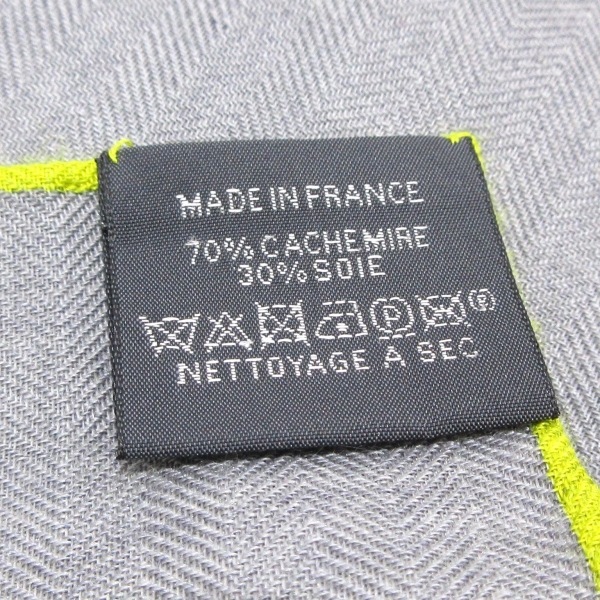 MADE IN FRANCE
70% CACHEMIRE
30% SOIE
P R
NETTOYAGE A SEC